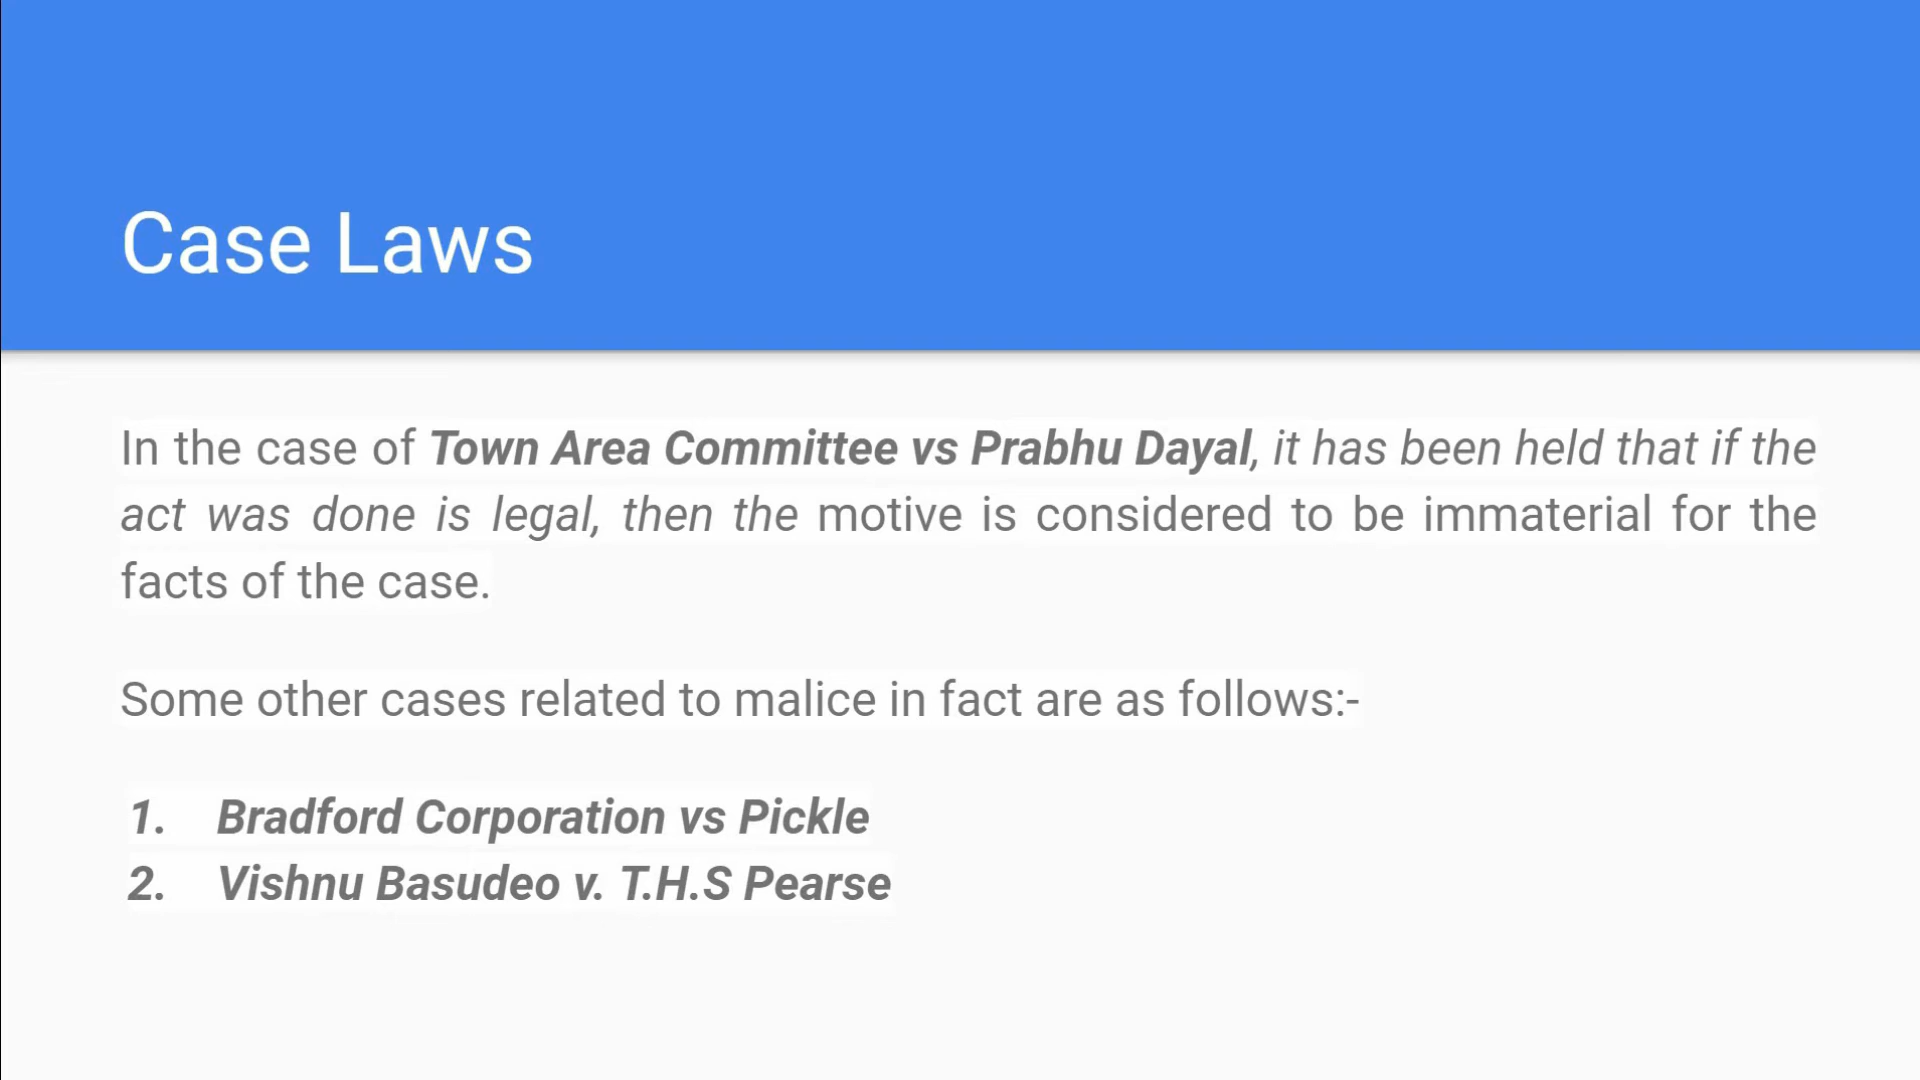 Case Laws
In the case of Town Area Committee vs Prabhu Dayal, it has been held that if the
act was done is legal, then the motive is considered to be immaterial for the
facts of the case.
Some other cases related to malice in fact are as follows:-
1. Bradford Corporation vs Pickle
2. Vishnu Basudeo v. T.H.S Pearse